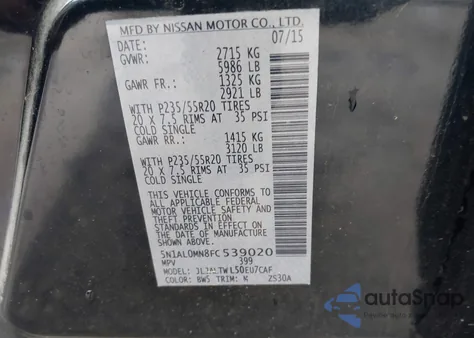 MFD BY NISSAN MOTOR CO., LTD.
DATE: 07/15
GVWR: 2715 KG
5986 LB
GAWR FR.: 1325 KG
2921 LB
WITH P235/55R20 TIRES
20 X 7.5 RIMS AT 35 PSI
COLD SINGLE
GAWR RR.: 1415 KG
3120 LB
WITH P235/55R20 TIRES
20 X 7.5 RIMS AT 35 PSI
COLD SINGLE
THIS VEHICLE CONFORMS TO
ALL APPLICABLE FEDERAL
MOTOR VEHICLE SAFETY AND
THEFT PREVENTION
STANDARDS IN EFFECT ON
THE DATE OF MANUFACTURE
SHOWN ABOVE.
5N1AL0MN8FC539020
MPV 399
MODEL:
COLOR: BW5 TRIM: N 2S30A
autaSnap